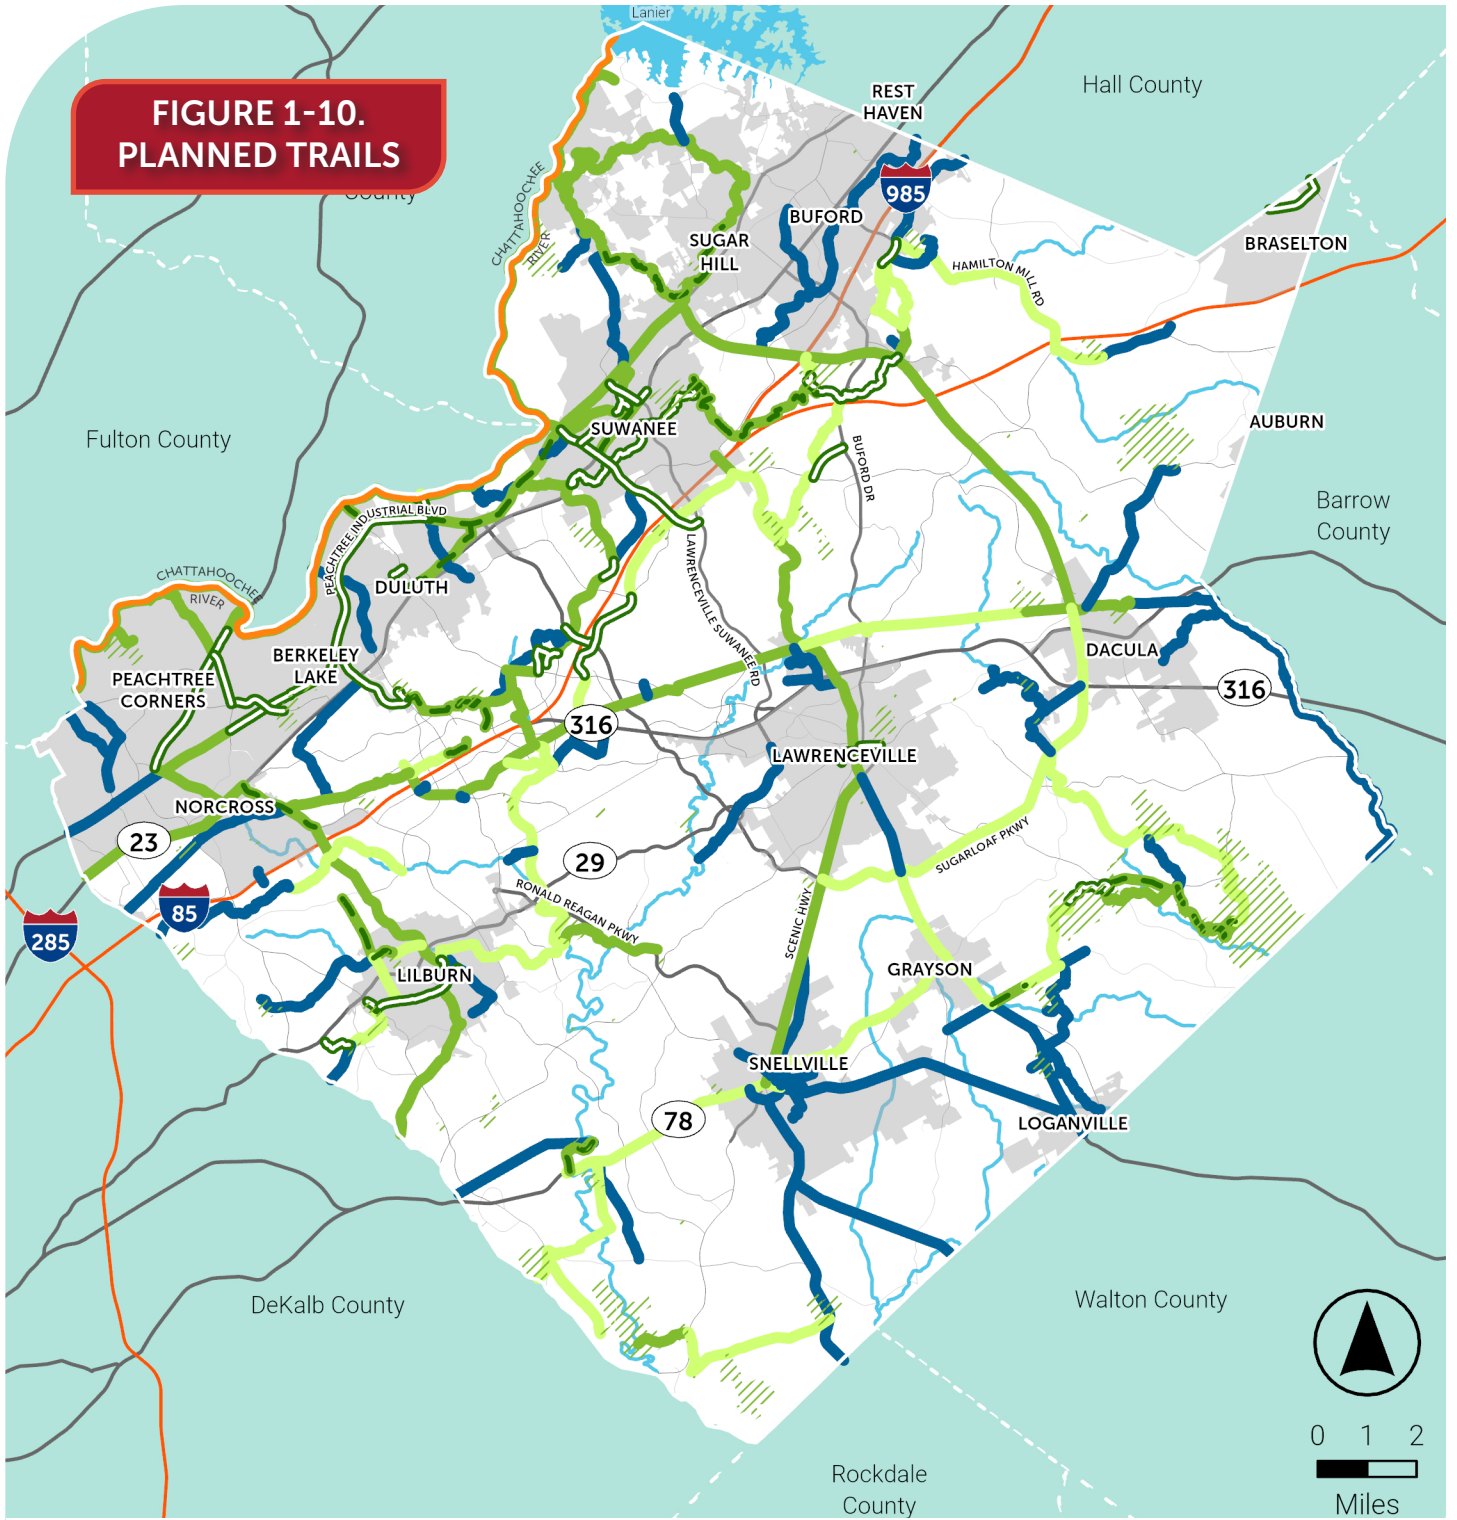 Lanier
Hall County
REST
HAVEN
FIGURE 1-10.
PLANNED TRAILS
County
CHATTAHOOCHEE
RIVER
985
BUFORD
SUGAR
HILL
BRASELTON
HAMILTON MILL RD
Fulton County
SUWANEE
AUBURN
BUFORD DR
Barrow
County
PEACHTREE INDUSTRIAL BLVD
LAWRENCEVILLE SUWANEE RD
CHATTAHOOCHEE
RIVER
DULUTH
BERKELEY
LAKE
DACULA
PEACHTREE
CORNERS
316
316
LAWRENCEVILLE
NORCROSS
23
29
SUGARLOAF PKWY
RONALD REAGAN PKWY
85
285
SCENIC HWY
LILBURN
GRAYSON
SNELLVILLE
78
LOGANVILLE
DeKalb County
Walton County
0 1 2
Miles
Rockdale
County